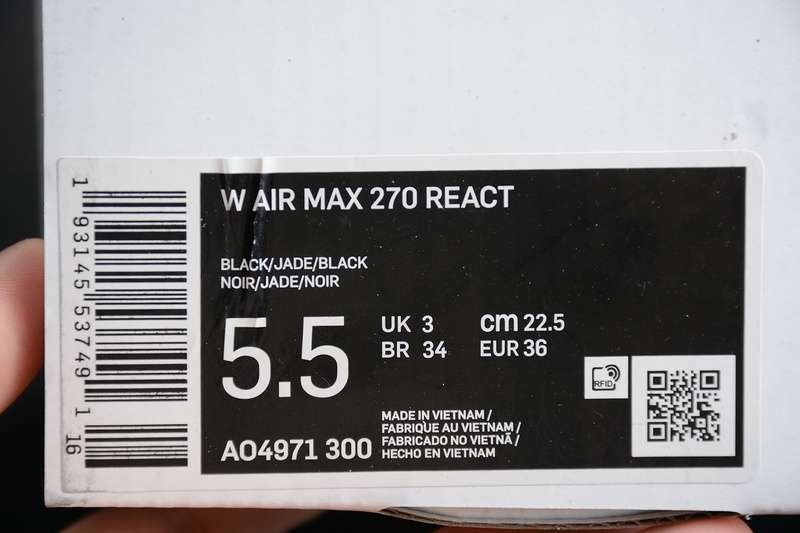 W AIR MAX 270 REACT
BLACK/JADE/BLACK
NOIR/JADE/NOIR
5.5
UK 3
cm 22.5
BR 34
EUR 36
RFID
AO4971 300
MADE IN VIETNAM /
FABRIQUÉ AU VIETNAM /
FABRICADO NO VIETNÃ /
HECHO EN VIETNAM
1 93145 53749 1
16